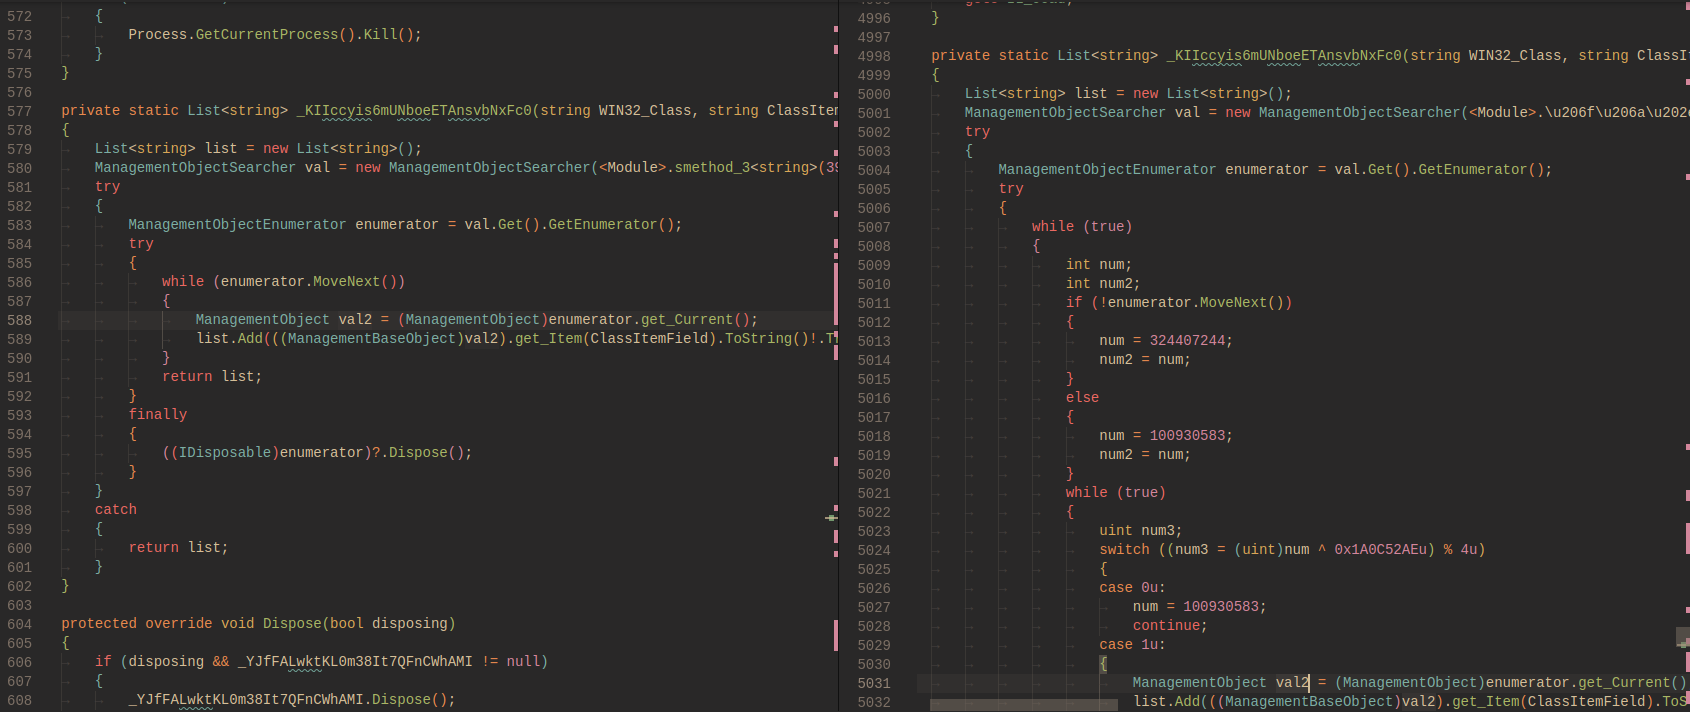 572 {
573 Process.GetCurrentProcess().Kill();
574 }
575 }
576
577 private static List<string> _KIIccyis6mUNboeETAnsvbNxFc0(string WIN32_Class, string ClassItem
578 {
579 List<string> list = new List<string>();
580 ManagementObjectSearcher val = new ManagementObjectSearcher(<Module>.smethod_3<string>(39
581 try
582 {
583 ManagementObjectEnumerator enumerator = val.Get().GetEnumerator();
584 try
585 {
586 while (enumerator.MoveNext())
587 {
588 ManagementObject val2 = (ManagementObject)enumerator.get_Current();
589 list.Add(((ManagementBaseObject)val2).get_Item(ClassItemField).ToString()!.T
590 }
591 return list;
592 }
593 finally
594 {
595 ((IDisposable)enumerator)?.Dispose();
596 }
597 }
598 catch
599 {
600 return list;
601 }
602 }
603
604 protected override void Dispose(bool disposing)
605 {
606 if (disposing && _YJfFALwktKL0m38It7QFnCWhAMI != null)
607 {
608 _YJfFALwktKL0m38It7QFnCWhAMI.Dispose();
4996 }
4997
4998 private static List<string> _KIIccyis6mUNboeETAnsvbNxFc0(string WIN32_Class, string ClassIt
4999 {
5000 List<string> list = new List<string>();
5001 ManagementObjectSearcher val = new ManagementObjectSearcher(<Module>.\u206f\u206a\u202e
5002 try
5003 {
5004 ManagementObjectEnumerator enumerator = val.Get().GetEnumerator();
5005 try
5006 {
5007 while (true)
5008 {
5009 int num;
5010 int num2;
5011 if (!enumerator.MoveNext())
5012 {
5013 num = 324407244;
5014 num2 = num;
5015 }
5016 else
5017 {
5018 num = 100930583;
5019 num2 = num;
5020 }
5021 while (true)
5022 {
5023 uint num3;
5024 switch ((num3 = (uint)num ^ 0x1A0C52AEu) % 4u)
5025 {
5026 case 0u:
5027 num = 100930583;
5028 continue;
5029 case 1u:
5030 {
5031 ManagementObject val2 = (ManagementObject)enumerator.get_Current()
5032 list.Add(((ManagementBaseObject)val2).get_Item(ClassItemField).ToS